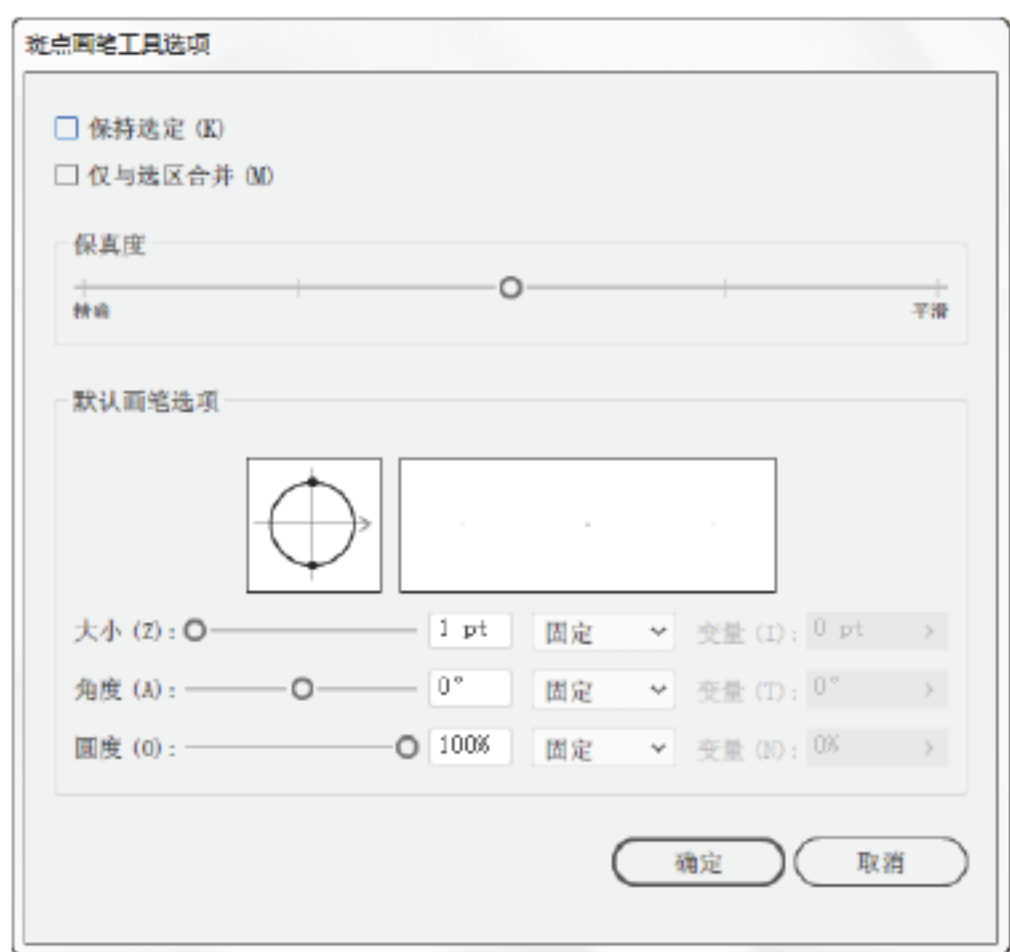 斑点画笔工具选项
保持选定 (K)
仅与选区合并 (M)
保真度
精确 平滑
默认画笔选项
大小 (Z): 1 pt 固定 变量 (I): 0 pt
角度 (A): 0° 固定 变量 (T): 0°
圆度 (O): 100% 固定 变量 (N): 0%
确定 取消